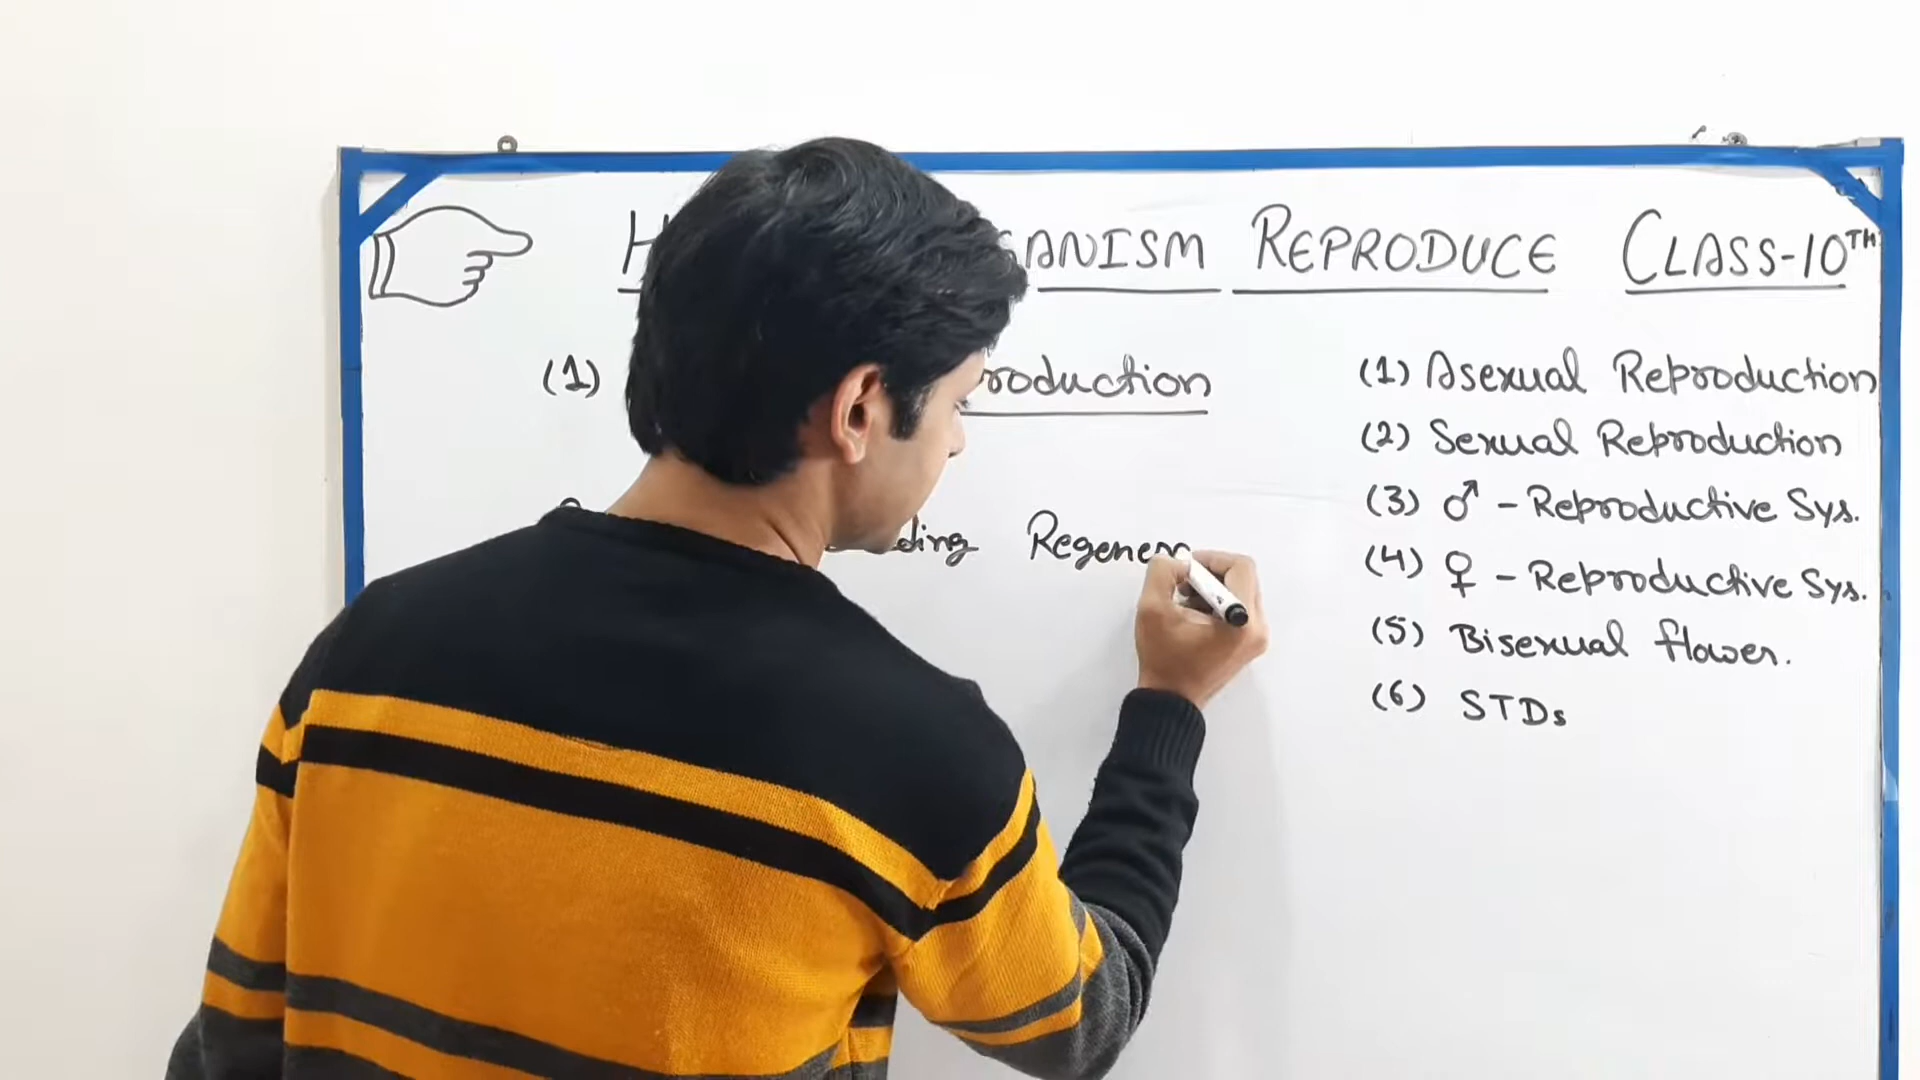 REPRODUCE CLASS-10TH
(1) roduction
ding Regener
(1) Asexual Reproduction
(2) Sexual Reproduction
(3) ♂ - Reproductive Sys.
(4) ♀ - Reproductive Sys.
(5) Bisexual flower.
(6) STDs